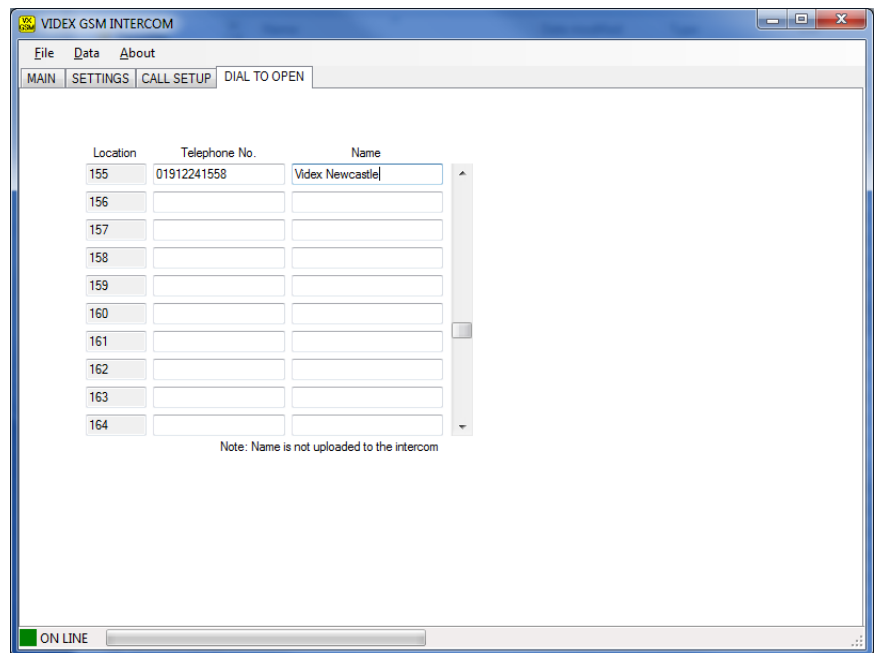 VX GSM VIDEX GSM INTERCOM
File Data About
MAIN SETTINGS CALL SETUP DIAL TO OPEN
Location Telephone No. Name
155 01912241558 Videx Newcastle
156
157
158
159
160
161
162
163
164
Note: Name is not uploaded to the intercom
ON LINE